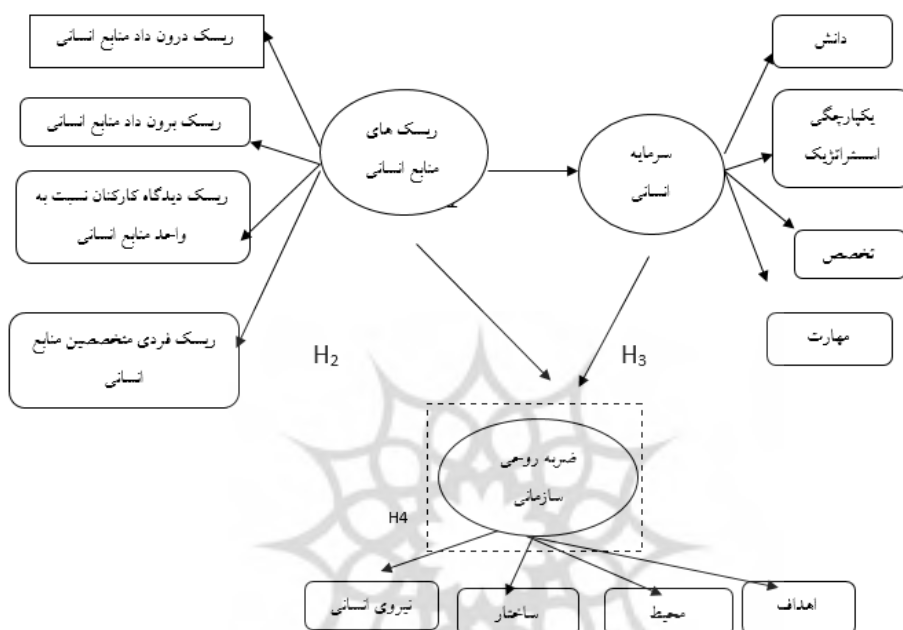 ریسک درون داد منابع انسانی
ریسک برون داد منابع انسانی
ریسک دیدگاه کارکنان نسبت به
واحد منابع انسانی
ریسک فردی متخصصین منابع
انسانی
ریسک های
منابع انسانی
سرمایه
انسانی
دانش
یکپارچگی
استراتژیک
تخصص
مهارت
H2
H3
ضربه روحی
سازمانی
H4
نیروی انسانی
ساختار
محیط
اهداف